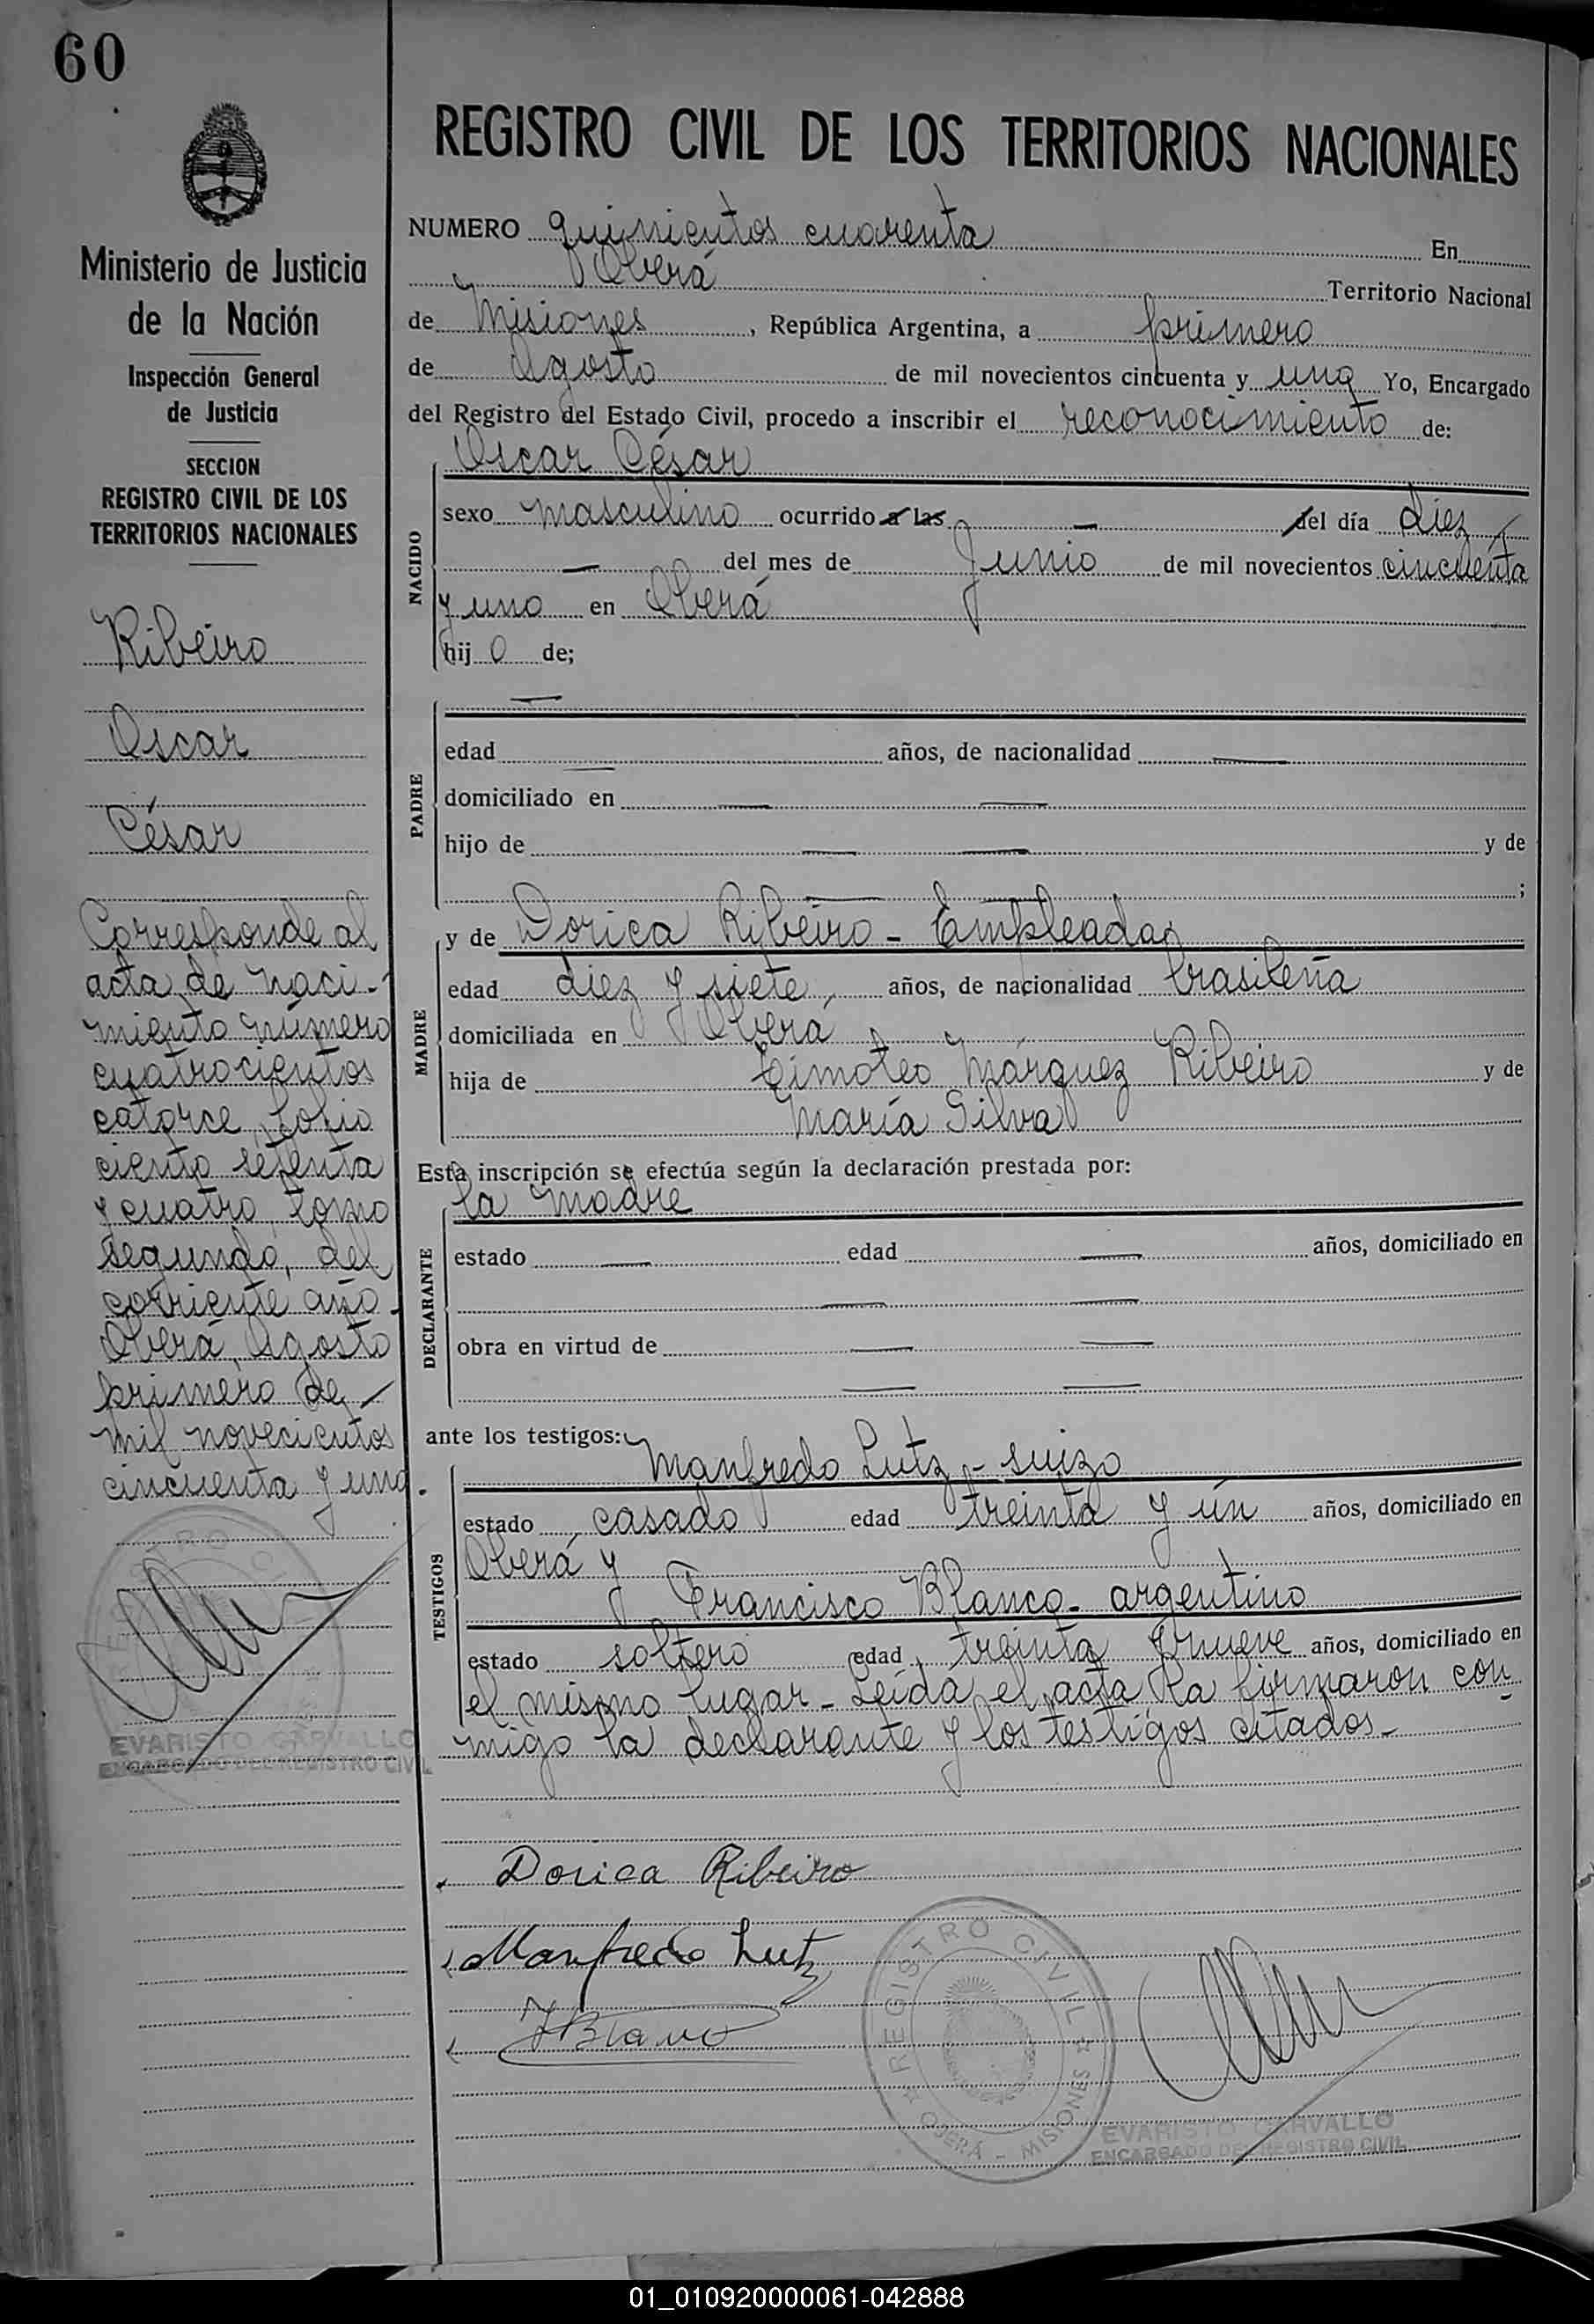 60
Ministerio de Justicia
de la Nación
Inspección General
de Justicia
SECCION
REGISTRO CIVIL DE LOS
TERRITORIOS NACIONALES
Ribeiro
Oscar
César
Corresponde al
acta de naci-
miento número
cuatrocientos
catorce, folio
ciento setenta
y cuatro, tomo
segundo, del
corriente año.
Oberá, Agosto
primero de
mil novecientos
cincuenta y uno.
EVARISTO CARVALLO
ENCARGADO DEL REGISTRO CIVIL
REGISTRO CIVIL DE LOS TERRITORIOS NACIONALES
NUMERO quinientos cuarenta En
Oberá Territorio Nacional
de Misiones, República Argentina, a primero
de Agosto de mil novecientos cincuenta y uno Yo, Encargado
del Registro del Estado Civil, procedo a inscribir el reconocimiento de:
Oscar César
NACIDO
sexo masculino ocurrido a las — del día diez
— del mes de Junio de mil novecientos cincuenta
y uno en Oberá
hij o de;
—
PADRE
edad — años, de nacionalidad —
domiciliado en — —
hijo de — — y de
— ;
MADRE
y de Dorica Ribeiro - Empleada,
edad diez y siete, años, de nacionalidad brasileña
domiciliada en Oberá
hija de Timoteo Márquez Ribeiro y de
María Silva
Esta inscripción se efectúa según la declaración prestada por:
la madre
DECLARANTE
estado — edad — años, domiciliado en
— —
obra en virtud de — —
— —
ante los testigos:
Manfredo Lutz - suizo
TESTIGOS
estado casado edad treinta y un años, domiciliado en
Oberá y
Francisco Blanco - argentino
estado soltero edad treinta y nueve años, domiciliado en
el mismo lugar - Leída el acta la firmaron con
migo la declarante y los testigos citados -
Dorica Ribeiro
Manfredo Lutz
FBlanco
REGISTRO CIVIL
OBERÁ - MISIONES
EVARISTO CARVALLO
ENCARGADO DEL REGISTRO CIVIL
01_010920000061-042888